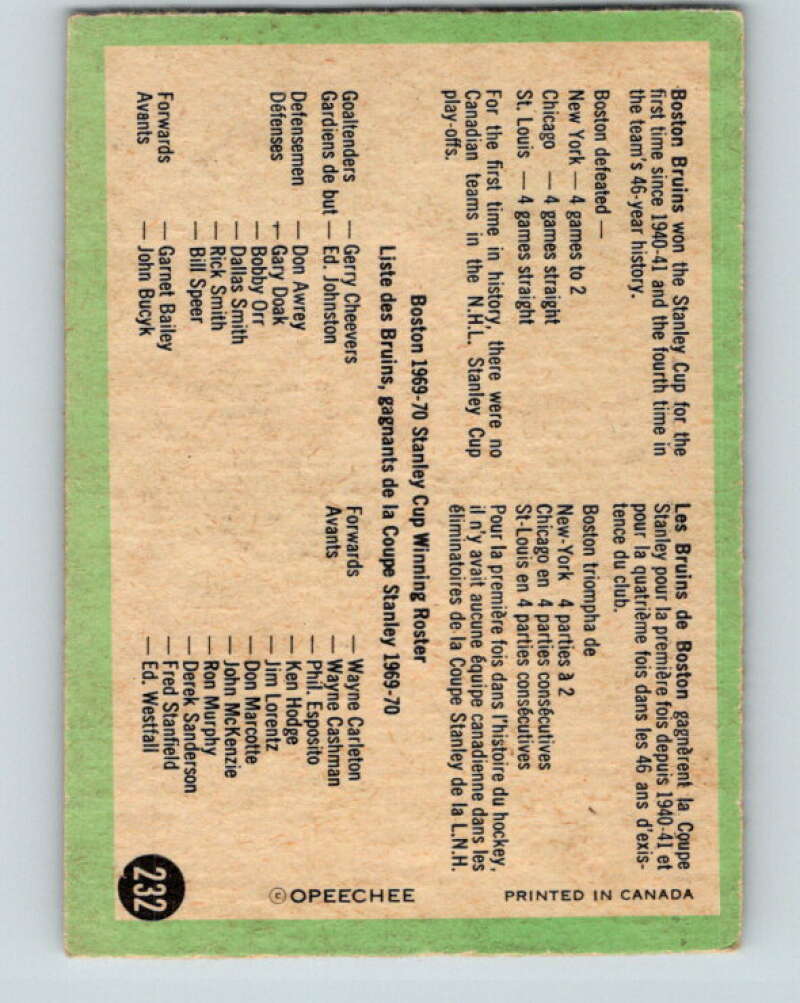 Boston Bruins won the Stanley Cup for the
first time since 1940-41 and the fourth time in
the team's 46-year history.
Boston defeated —
New York — 4 games to 2
Chicago — 4 games straight
St. Louis — 4 games straight
For the first time in history, there were no
Canadian teams in the N.H.L. Stanley Cup
play-offs.
Les Bruins de Boston gagnèrent la Coupe
Stanley pour la première fois depuis 1940-41 et
pour la quatrième fois dans les 46 ans d'exis-
tence du club.
Boston triompha de
New-York 4 parties à 2
Chicago en 4 parties consécutives
St-Louis en 4 parties consécutives
Pour la première fois dans l'histoire du hockey,
il n'y avait aucune équipe canadienne dans les
éliminatoires de la Coupe Stanley de la L.N.H.
Boston 1969-70 Stanley Cup Winning Roster
Liste des Bruins, gagnants de la Coupe Stanley 1969-70
Goaltenders — Gerry Cheevers
Gardiens de but — Ed. Johnston
Defensemen — Don Awrey
Défenses — Gary Doak
— Bobby Orr
— Dallas Smith
— Rick Smith
— Bill Speer
Forwards — Garnet Bailey
Avants — John Bucyk
Forwards — Wayne Carleton
Avants — Wayne Cashman
— Phil. Esposito
— Ken Hodge
— Jim Lorentz
— Don Marcotte
— John McKenzie
— Ron Murphy
— Derek Sanderson
— Fred Stanfield
— Ed. Westfall
PRINTED IN CANADA
© OPEECHEE
232